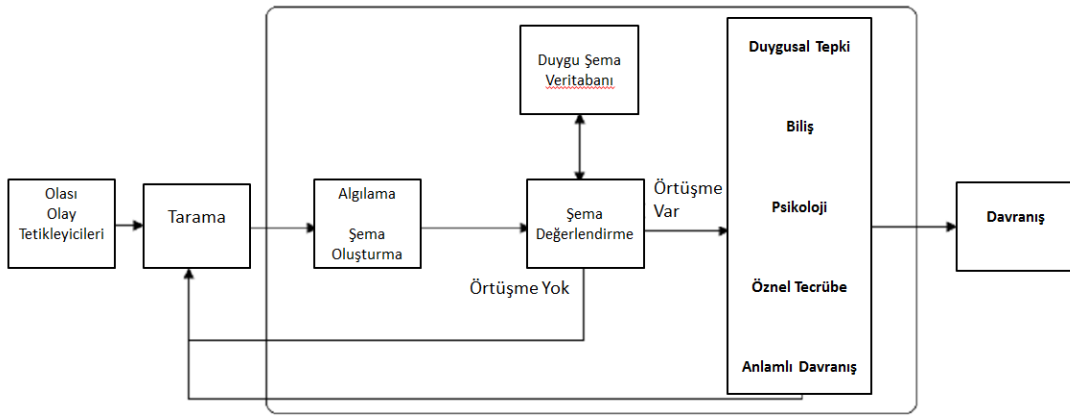 Olası
Olay
Tetikleyicileri
Tarama
Algılama
Şema
Oluşturma
Duygu Şema
Veritabanı
Şema
Değerlendirme
Örtüşme
Var
Örtüşme Yok
Duygusal Tepki
Biliş
Psikoloji
Öznel Tecrübe
Anlamlı Davranış
Davranış